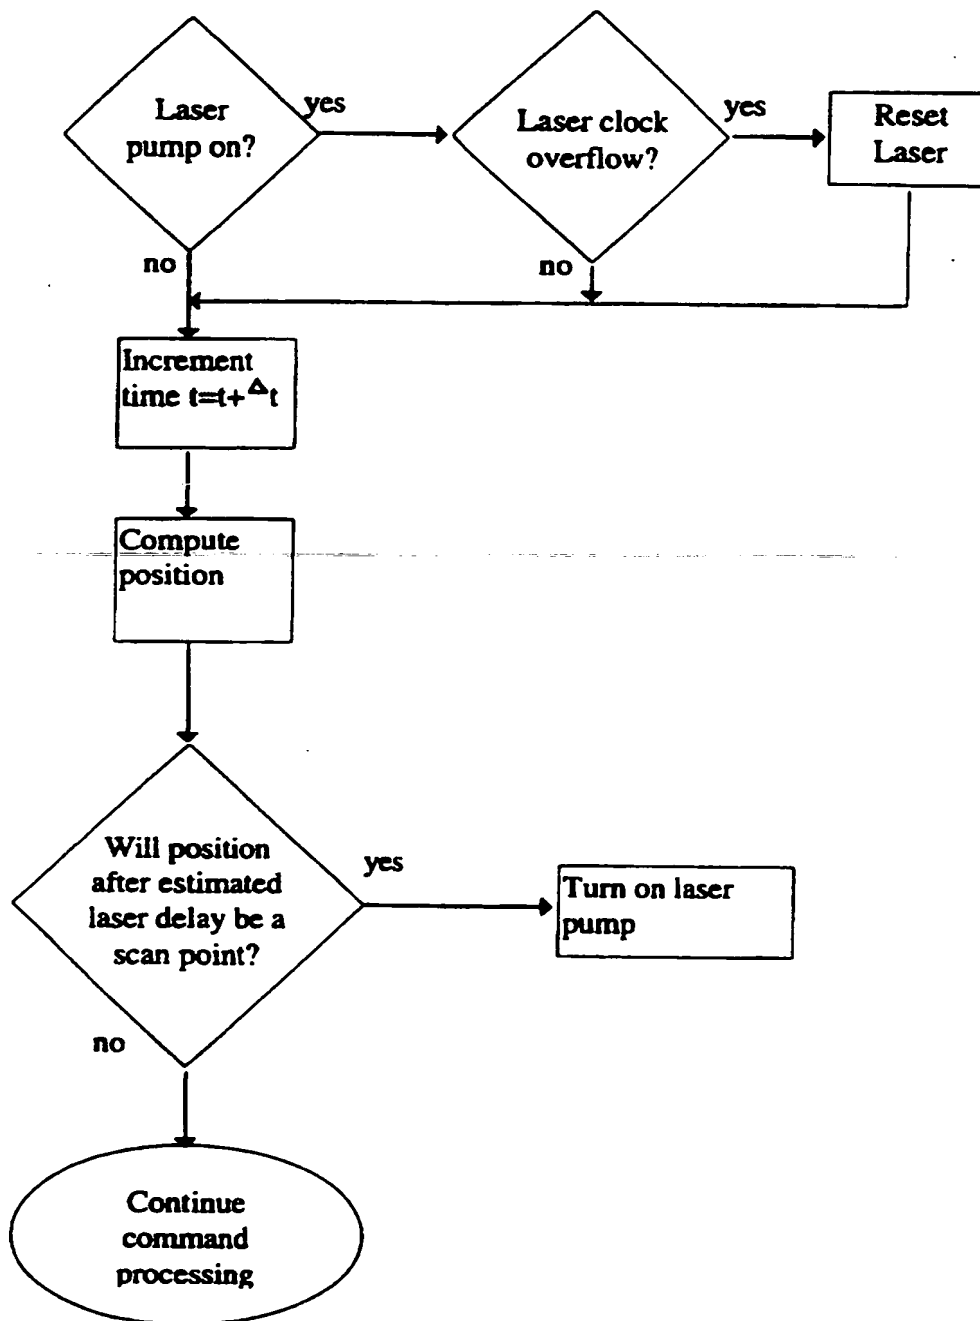 Laser
pump on?
yes
Laser clock
overflow?
yes
Reset
Laser
no
no
Increment
time t=t+Δt
Compute
position
Will position
after estimated
laser delay be a
scan point?
yes
Turn on laser
pump
no
Continue
command
processing